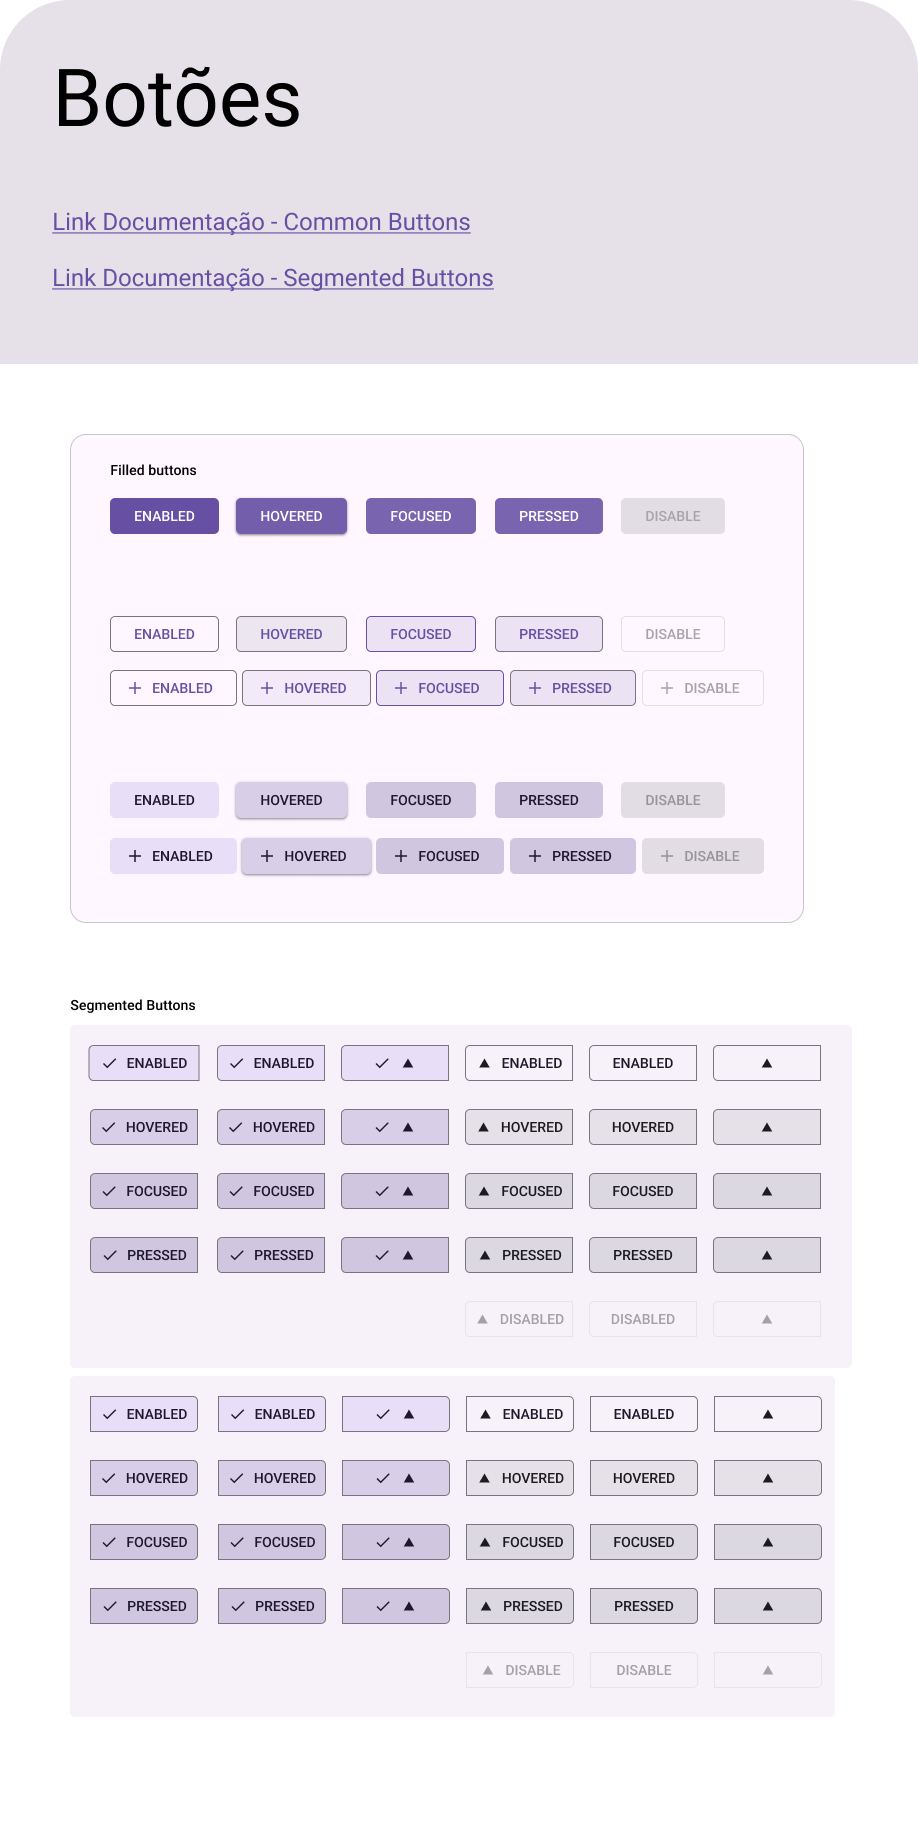 Botões
Link Documentação - Common Buttons
Link Documentação - Segmented Buttons
Filled buttons
ENABLED HOVERED FOCUSED PRESSED DISABLE
ENABLED HOVERED FOCUSED PRESSED DISABLE
ENABLED HOVERED FOCUSED PRESSED DISABLE
ENABLED HOVERED FOCUSED PRESSED DISABLE
ENABLED HOVERED FOCUSED PRESSED DISABLE
Segmented Buttons
ENABLED ENABLED ENABLED ENABLED
HOVERED HOVERED HOVERED HOVERED
FOCUSED FOCUSED FOCUSED FOCUSED
PRESSED PRESSED PRESSED PRESSED
DISABLED DISABLED
ENABLED ENABLED ENABLED ENABLED
HOVERED HOVERED HOVERED HOVERED
FOCUSED FOCUSED FOCUSED FOCUSED
PRESSED PRESSED PRESSED PRESSED
DISABLE DISABLE